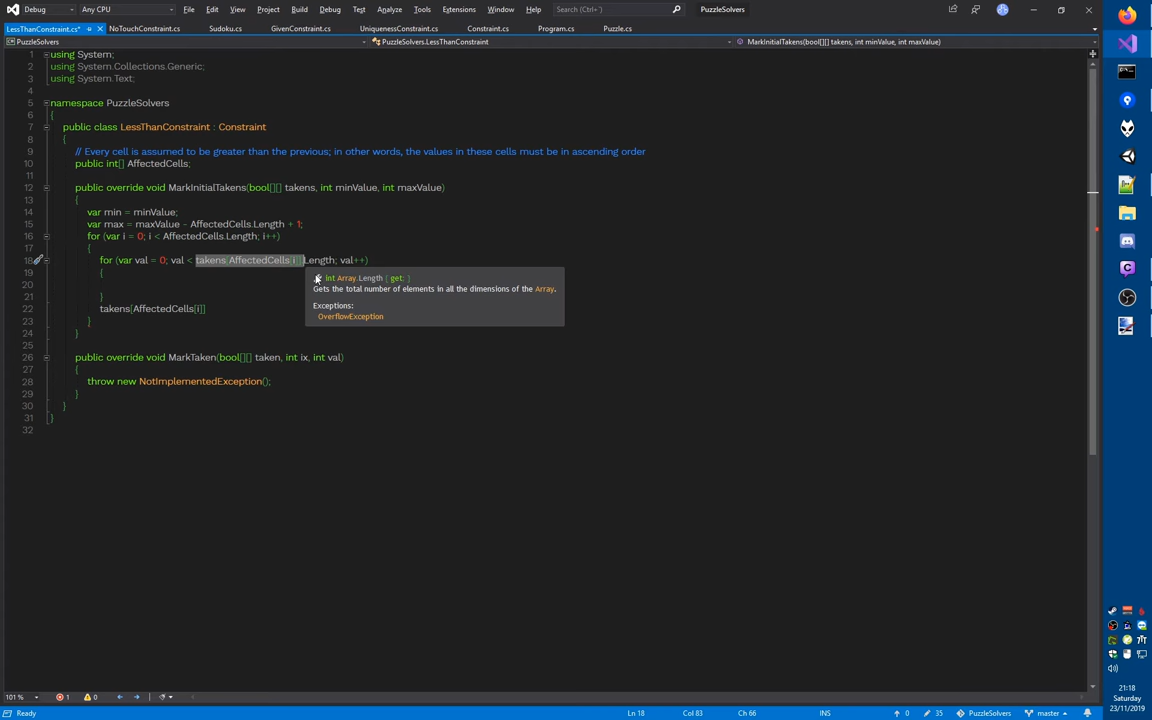 File Edit View Project Build Debug Test Analyze Tools Extensions Window Help Search (Ctrl+') PuzzleSolvers
Debug Any CPU
LessThanConstraint.cs* NoTouchConstraint.cs Sudoku.cs GivenConstraint.cs UniquenessConstraint.cs Constraint.cs Program.cs Puzzle.cs
PuzzleSolvers PuzzleSolvers.LessThanConstraint MarkInitialTakens(bool[][] takens, int minValue, int maxValue)
1 using System;
2 using System.Collections.Generic;
3 using System.Text;
4
5 namespace PuzzleSolvers
6 {
7 public class LessThanConstraint : Constraint
8 {
9 // Every cell is assumed to be greater than the previous; in other words, the values in these cells must be in ascending order
10 public int[] AffectedCells;
11
12 public override void MarkInitialTakens(bool[][] takens, int minValue, int maxValue)
13 {
14 var min = minValue;
15 var max = maxValue - AffectedCells.Length + 1;
16 for (var i = 0; i < AffectedCells.Length; i++)
17 {
18 for (var val = 0; val < takens[AffectedCells[i]].Length; val++)
19 {
20
21 }
22 takens[AffectedCells[i]]
23 }
24 }
25
26 public override void MarkTaken(bool[][] taken, int ix, int val)
27 {
28 throw new NotImplementedException();
29 }
30 }
31 }
32
int Array.Length { get; }
Gets the total number of elements in all the dimensions of the Array.
Exceptions:
OverflowException
101 % 1 0
Ready Ln 18 Col 83 Ch 66 INS 0 35 PuzzleSolvers master
21:18
Saturday
23/11/2019